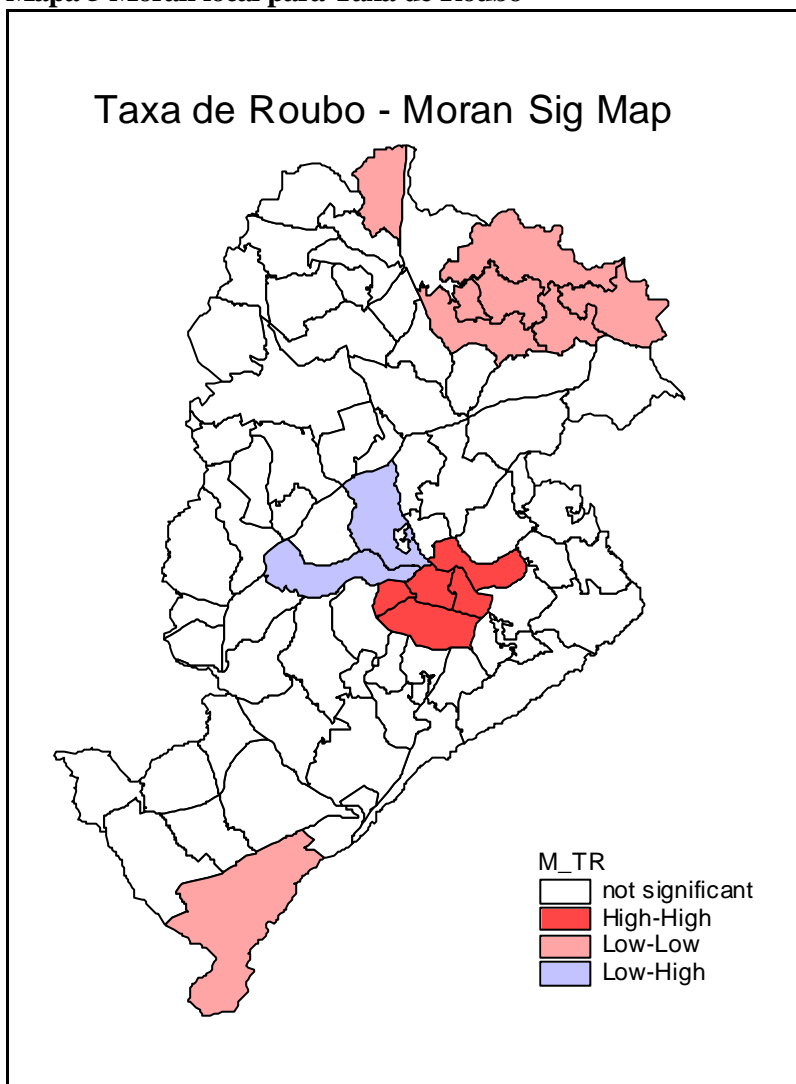 Mapa 3 Moran local para Taxa de Roubo
Taxa de Roubo - Moran Sig Map
M_TR
not significant
High-High
Low-Low
Low-High